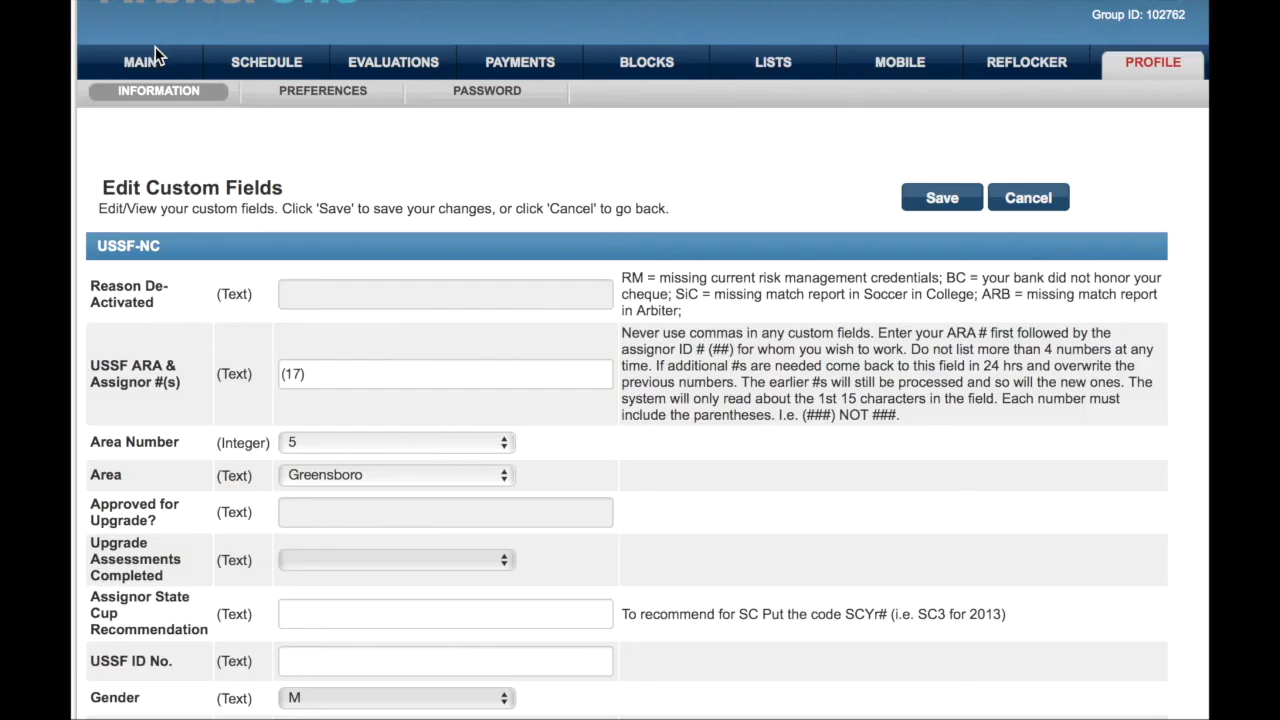 Group ID: 102762
MAIN SCHEDULE EVALUATIONS PAYMENTS BLOCKS LISTS MOBILE REFLOCKER PROFILE
INFORMATION PREFERENCES PASSWORD
Edit Custom Fields
Edit/View your custom fields. Click 'Save' to save your changes, or click 'Cancel' to go back.
Save Cancel
USSF-NC
Reason De-
Activated
(Text)
RM = missing current risk management credentials; BC = your bank did not honor your
cheque; SiC = missing match report in Soccer in College; ARB = missing match report
in Arbiter;
USSF ARA &
Assignor #(s)
(Text)
(17)
Never use commas in any custom fields. Enter your ARA # first followed by the
assignor ID # (##) for whom you wish to work. Do not list more than 4 numbers at any
time. If additional #s are needed come back to this field in 24 hrs and overwrite the
previous numbers. The earlier #s will still be processed and so will the new ones. The
system will only read about the 1st 15 characters in the field. Each number must
include the parentheses. I.e. (###) NOT ###.
Area Number (Integer) 5
Area (Text) Greensboro
Approved for
Upgrade?
(Text)
Upgrade
Assessments
Completed
(Text)
Assignor State
Cup
Recommendation
(Text)
To recommend for SC Put the code SCYr# (i.e. SC3 for 2013)
USSF ID No. (Text)
Gender (Text) M